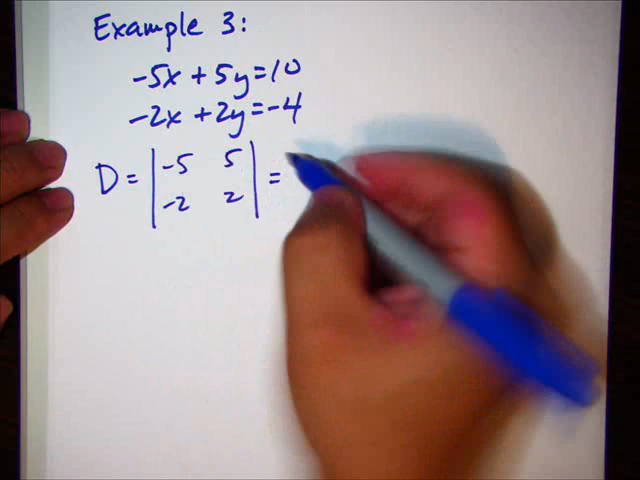 Example 3:
-5x + 5y = 10
-2x + 2y = -4
D = | -5 5 | =
| -2 2 |